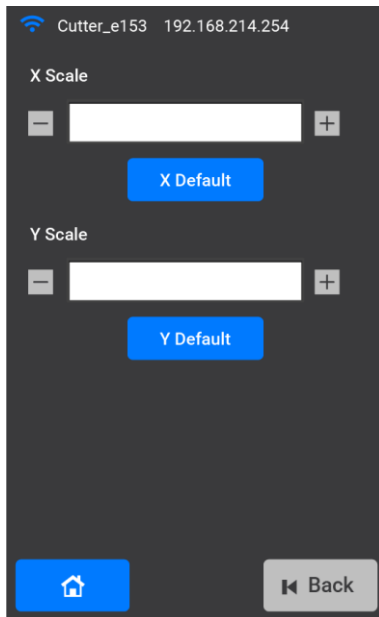 Cutter_e153 192.168.214.254
X Scale
X Default
Y Scale
Y Default
Back